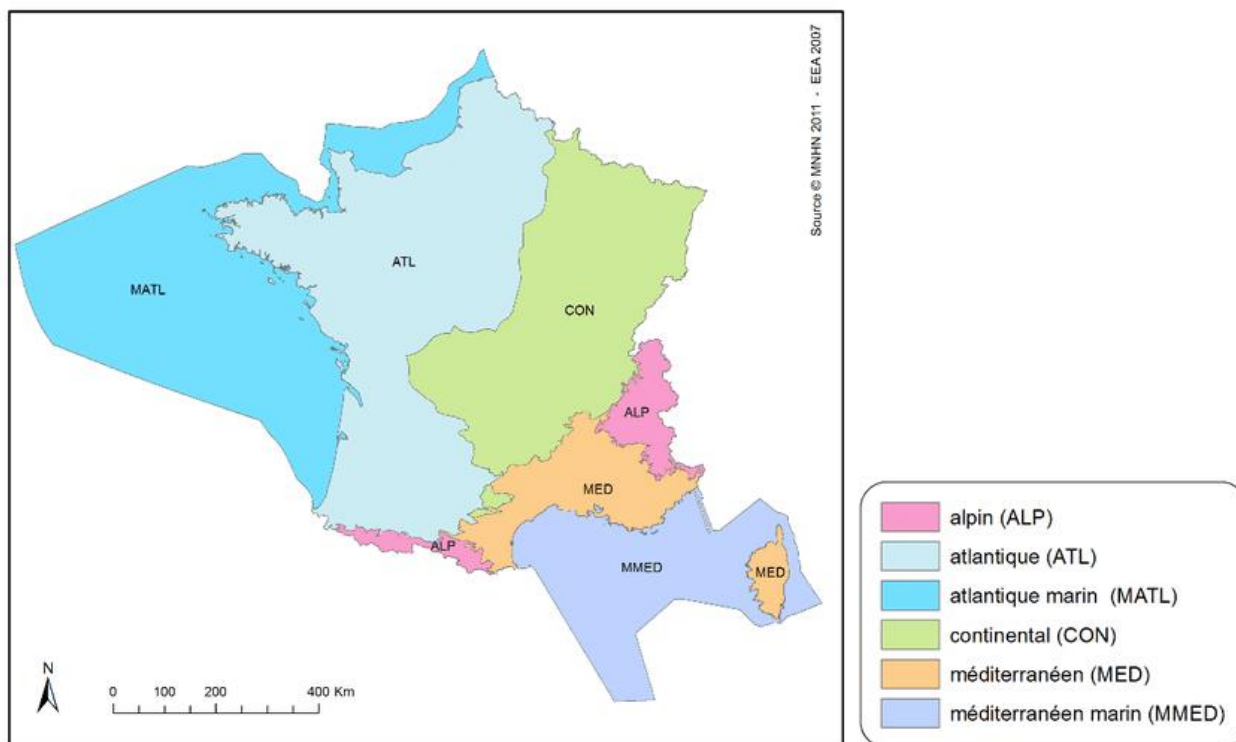 Source © MNHN 2011 - EEA 2007
ATL
MATL
CON
ALP
MED
ALP
MMED
MED
N
0 100 200 400 Km
alpin (ALP)
atlantique (ATL)
atlantique marin (MATL)
continental (CON)
méditerranéen (MED)
méditerranéen marin (MMED)